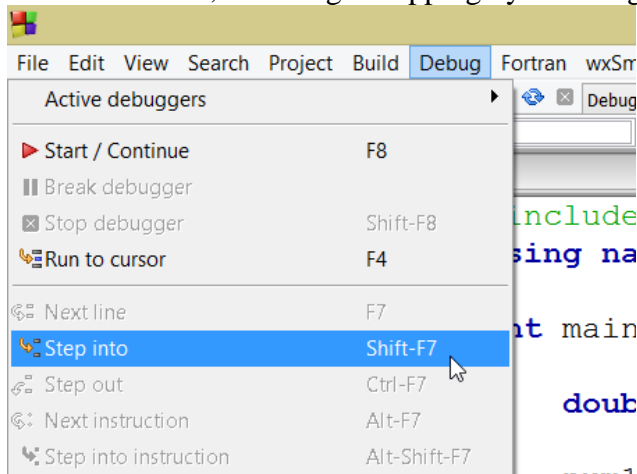 File Edit View Search Project Build Debug Fortran wxSm
Active debuggers
Debug
Start / Continue F8
Break debugger
Stop debugger Shift-F8
include
Run to cursor F4
sing na
Next line F7
nt main
Step into Shift-F7
Step out Ctrl-F7
doub
Next instruction Alt-F7
Step into instruction Alt-Shift-F7